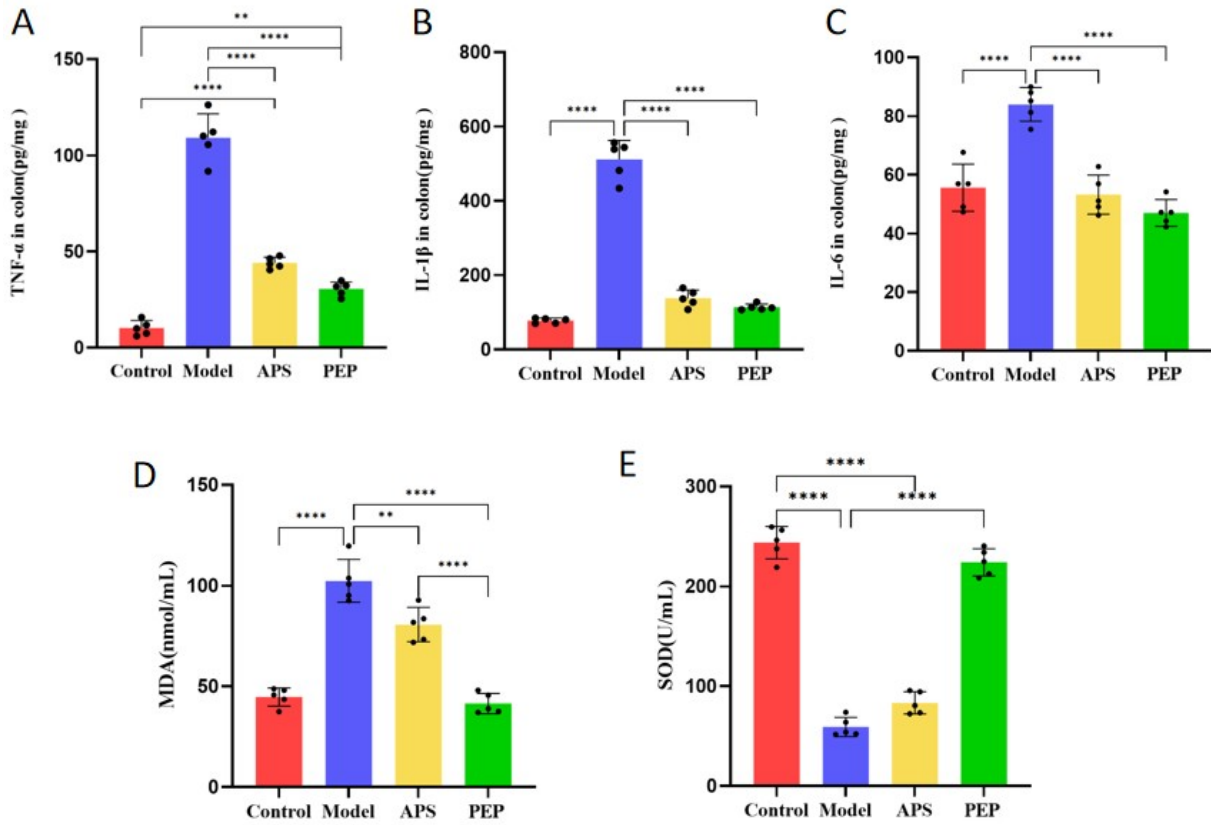 A
**
****
****
****
150
100
50
0
TNF-α in colon(pg/mg )
Control Model APS PEP
B
****
****
****
800
600
400
200
0
IL-1β in colon(pg/mg )
Control Model APS PEP
C
****
****
****
100
80
60
40
20
0
IL-6 in colon(pg/mg )
Control Model APS PEP
D
****
****
**
****
150
100
50
0
MDA(nmol/mL)
Control Model APS PEP
E
****
****
****
300
200
100
0
SOD(U/mL)
Control Model APS PEP